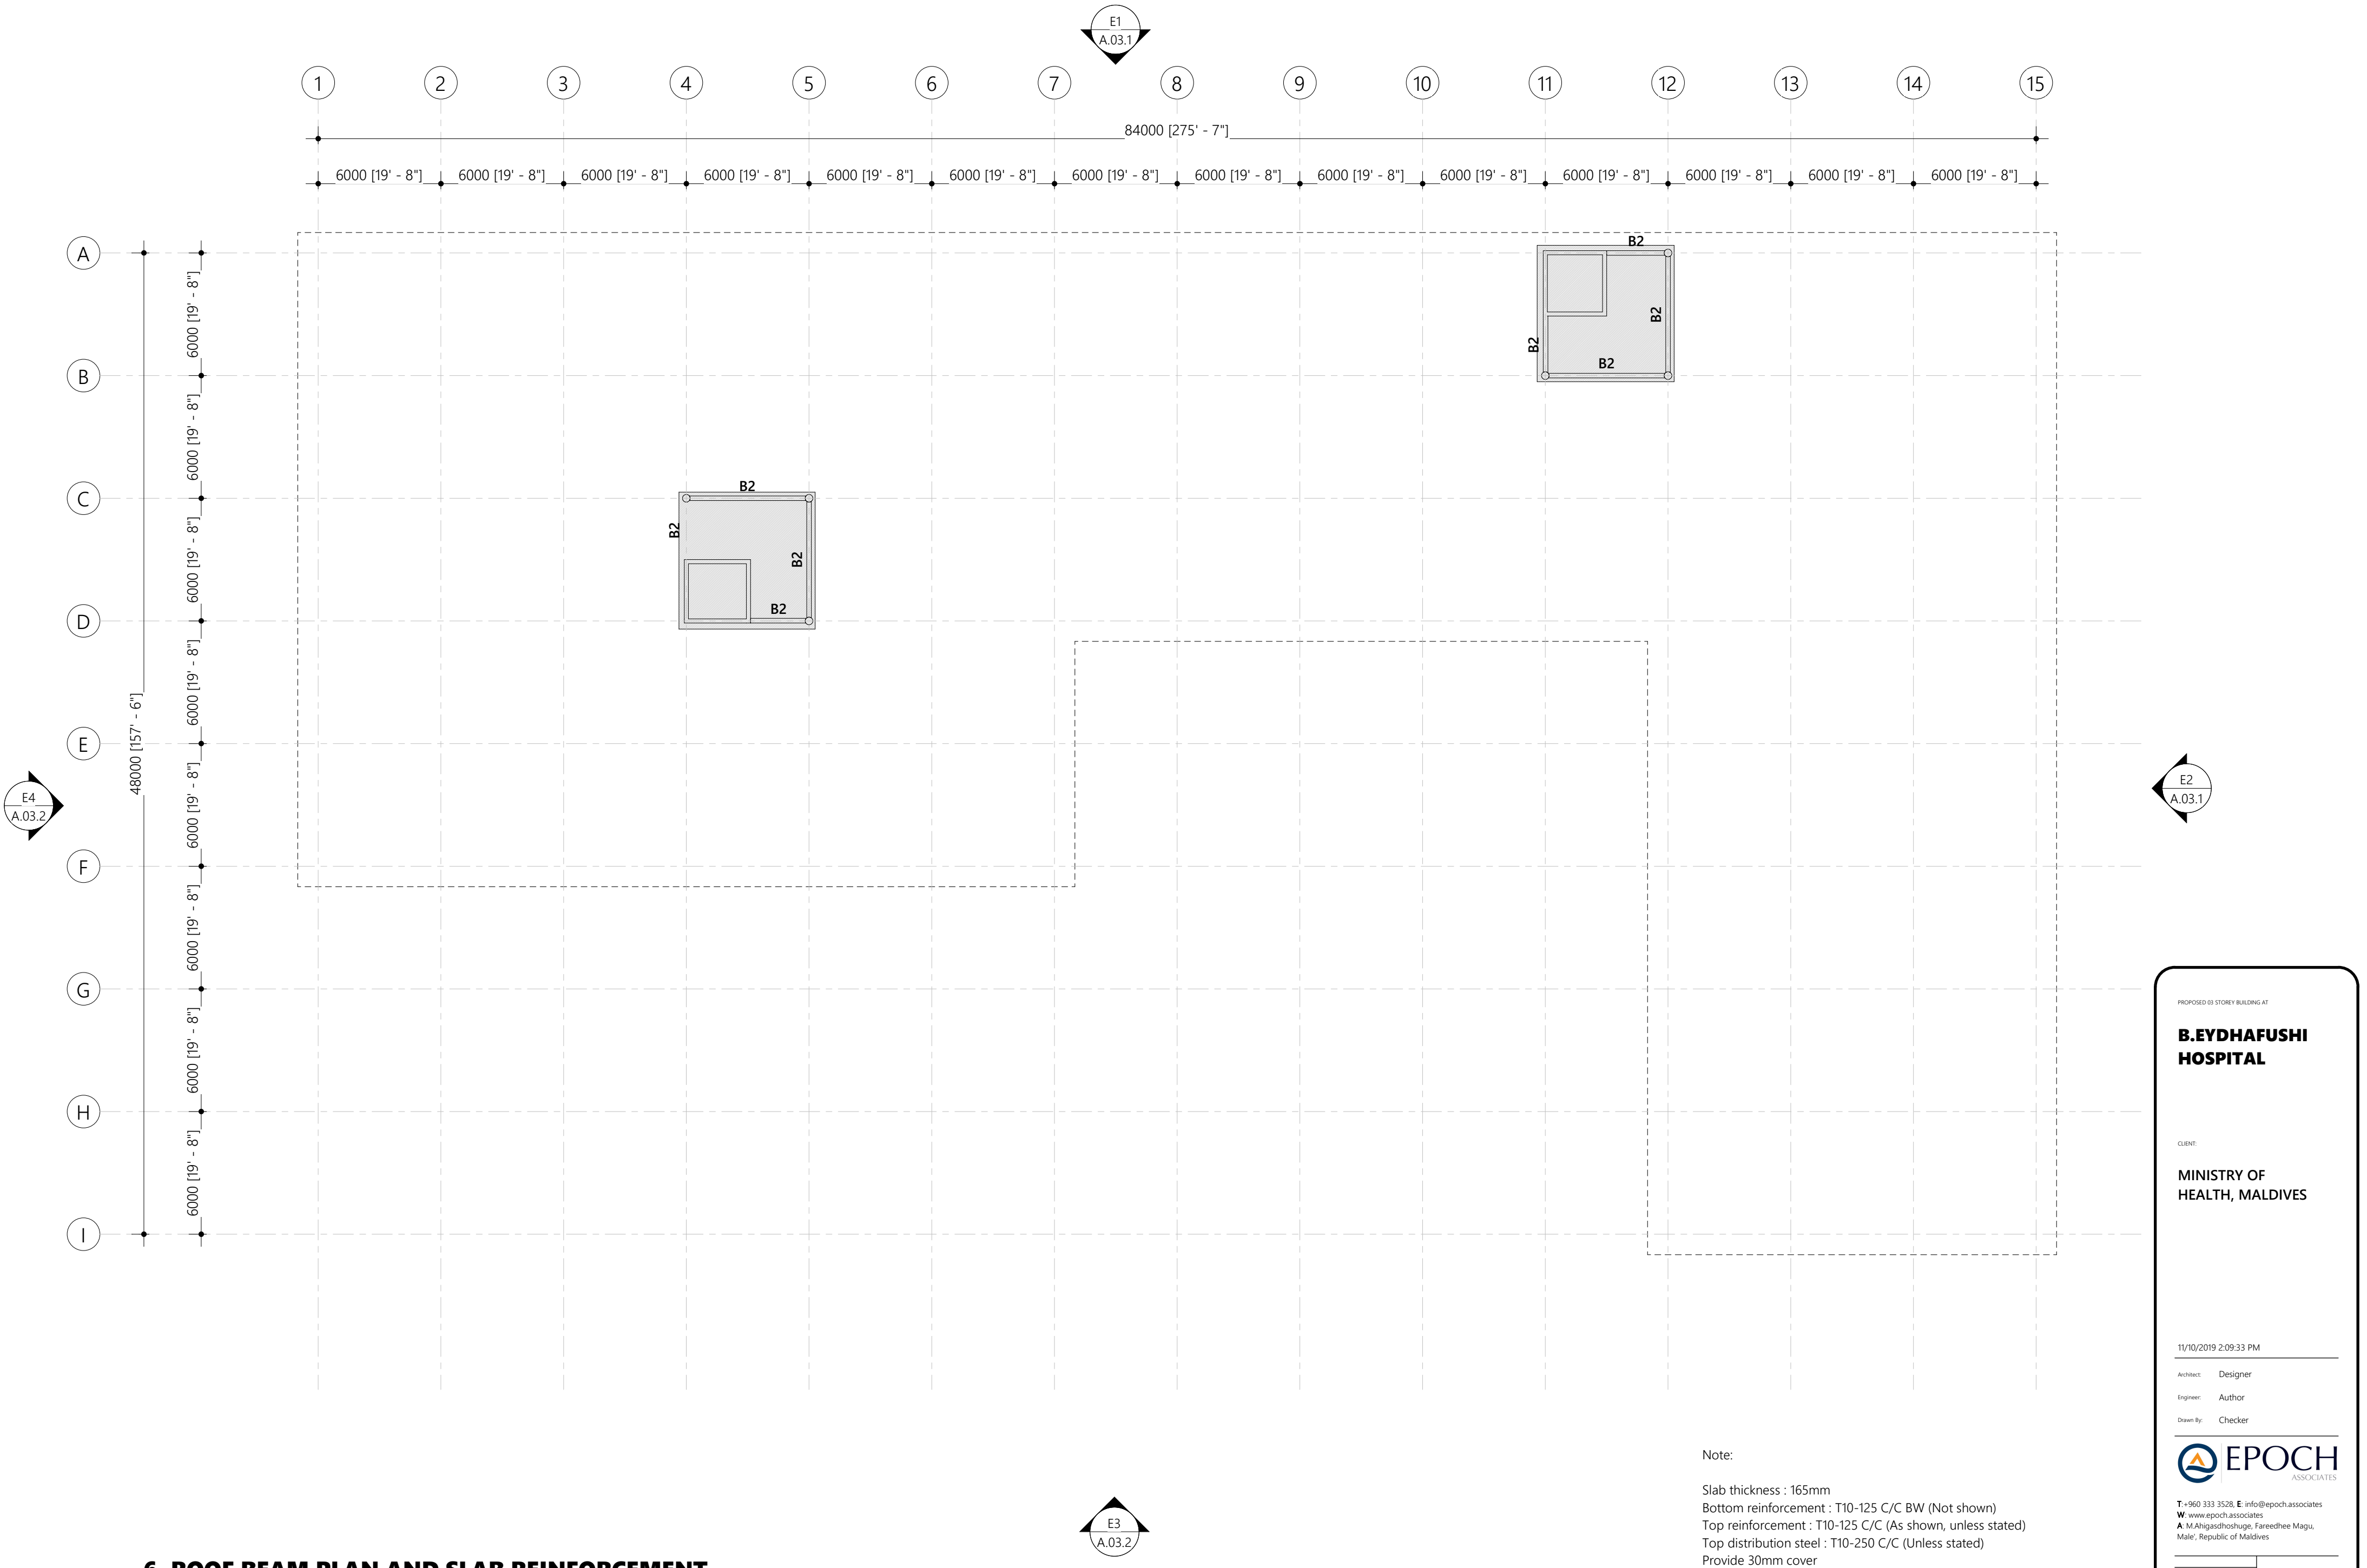 E1
A.03.1
1 2 3 4 5 6 7 8 9 10 11 12 13 14 15
84000 [275' - 7"]
6000 [19' - 8"] 6000 [19' - 8"] 6000 [19' - 8"] 6000 [19' - 8"] 6000 [19' - 8"] 6000 [19' - 8"] 6000 [19' - 8"] 6000 [19' - 8"] 6000 [19' - 8"] 6000 [19' - 8"] 6000 [19' - 8"] 6000 [19' - 8"] 6000 [19' - 8"] 6000 [19' - 8"]
A
B
C
D
E
F
G
H
I
48000 [157' - 6"]
6000 [19' - 8"]
6000 [19' - 8"]
6000 [19' - 8"]
6000 [19' - 8"]
6000 [19' - 8"]
6000 [19' - 8"]
6000 [19' - 8"]
6000 [19' - 8"]
B2
B2
B2
B2
B2
B2
B2
B2
E4
A.03.2
E2
A.03.1
E3
A.03.2
6. ROOF BEAM PLAN AND SLAB REINFORCEMENT
Note:
Slab thickness : 165mm
Bottom reinforcement : T10-125 C/C BW (Not shown)
Top reinforcement : T10-125 C/C (As shown, unless stated)
Top distribution steel : T10-250 C/C (Unless stated)
Provide 30mm cover
PROPOSED 03 STOREY BUILDING AT
B.EYDHAFUSHI
HOSPITAL
CLIENT:
MINISTRY OF
HEALTH, MALDIVES
11/10/2019 2:09:33 PM
Architect: Designer
Engineer: Author
Drawn By: Checker
EPOCH
ASSOCIATES
T:+960 333 3528, E: info@epoch.associates
W: www.epoch.associates
A: M.Ahigasdhoshuge, Fareedhee Magu,
Male', Republic of Maldives